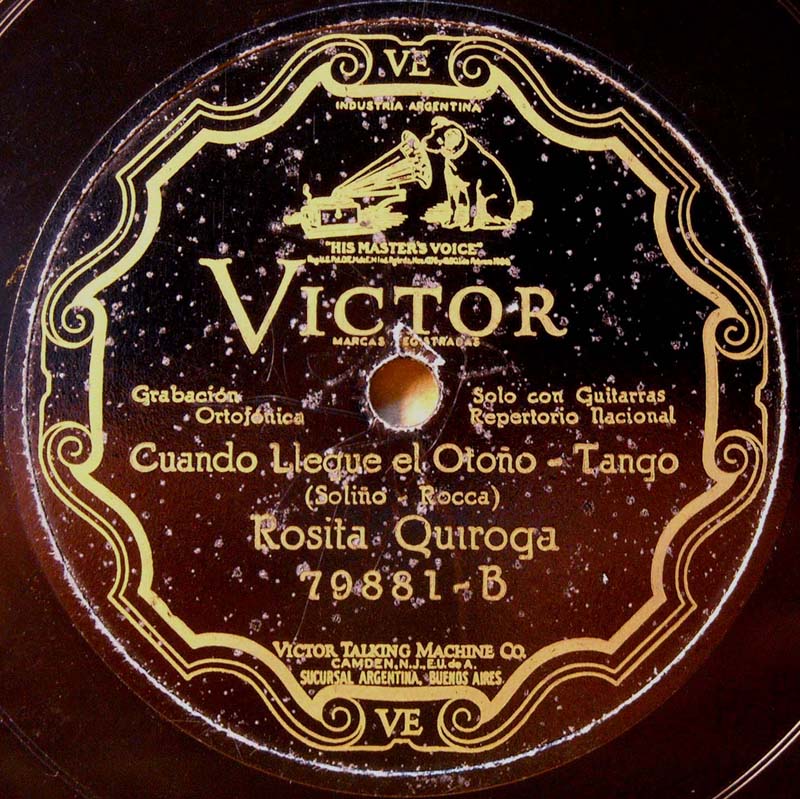 VE
INDUSTRIA ARGENTINA
"HIS MASTER'S VOICE"
VICTOR
MARCAS REGISTRADAS
Grabación Ortofónica
Solo con Guitarras
Repertorio Nacional
Cuando Llegue el Otoño - Tango
(Soliño - Rocca)
Rosita Quiroga
79881-B
VICTOR TALKING MACHINE CO.
CAMDEN, N.J., E.U. de A.
SUCURSAL ARGENTINA, BUENOS AIRES.
VE